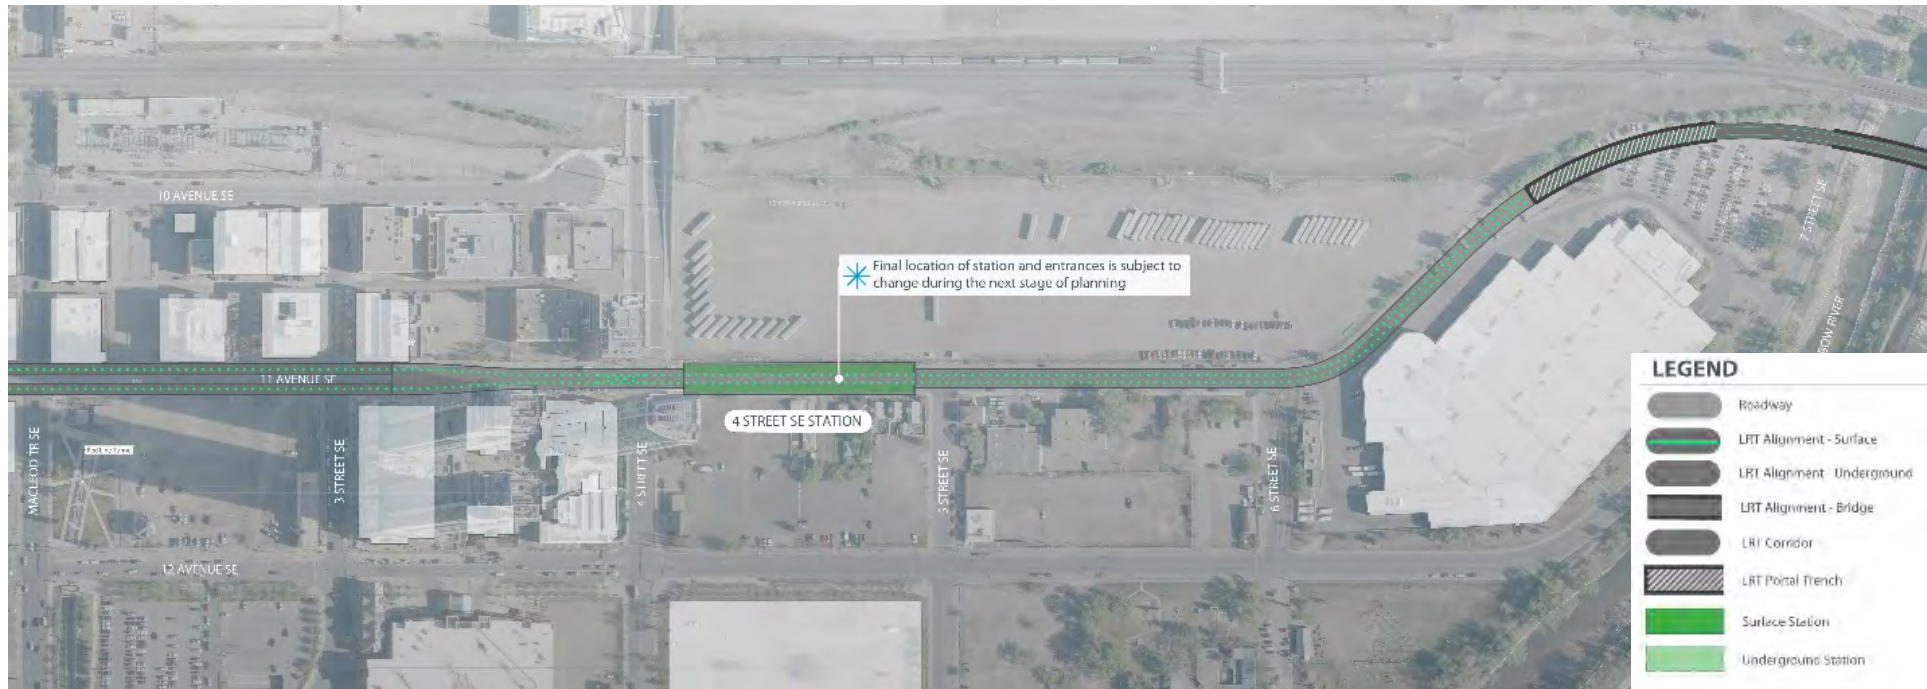 10 AVENUE SE
Final location of station and entrances is subject to
change during the next stage of planning
11 AVENUE SE
4 STREET SE STATION
MACLEOD TR SE
3 STREET SE
4 STREET SE
5 STREET SE
6 STREET SE
7 STREET SE
BOW RIVER
12 AVENUE SE
LEGEND
Roadway
LRT Alignment - Surface
LRT Alignment - Underground
LRT Alignment - Bridge
LRT Corridor
LRT Portal Trench
Surface Station
Underground Station